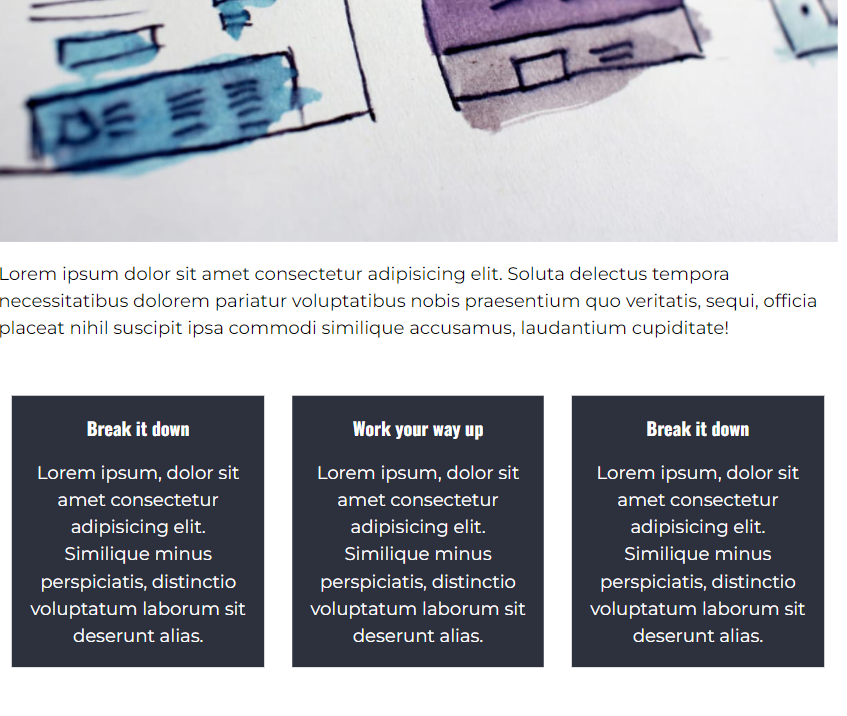 Lorem ipsum dolor sit amet consectetur adipisicing elit. Soluta delectus tempora
necessitatibus dolorem pariatur voluptatibus nobis praesentium quo veritatis, sequi, officia
placeat nihil suscipit ipsa commodi similique accusamus, laudantium cupiditate!
Break it down
Lorem ipsum, dolor sit
amet consectetur
adipisicing elit.
Similique minus
perspiciatis, distinctio
voluptatum laborum sit
deserunt alias.
Work your way up
Lorem ipsum, dolor sit
amet consectetur
adipisicing elit.
Similique minus
perspiciatis, distinctio
voluptatum laborum sit
deserunt alias.
Break it down
Lorem ipsum, dolor sit
amet consectetur
adipisicing elit.
Similique minus
perspiciatis, distinctio
voluptatum laborum sit
deserunt alias.